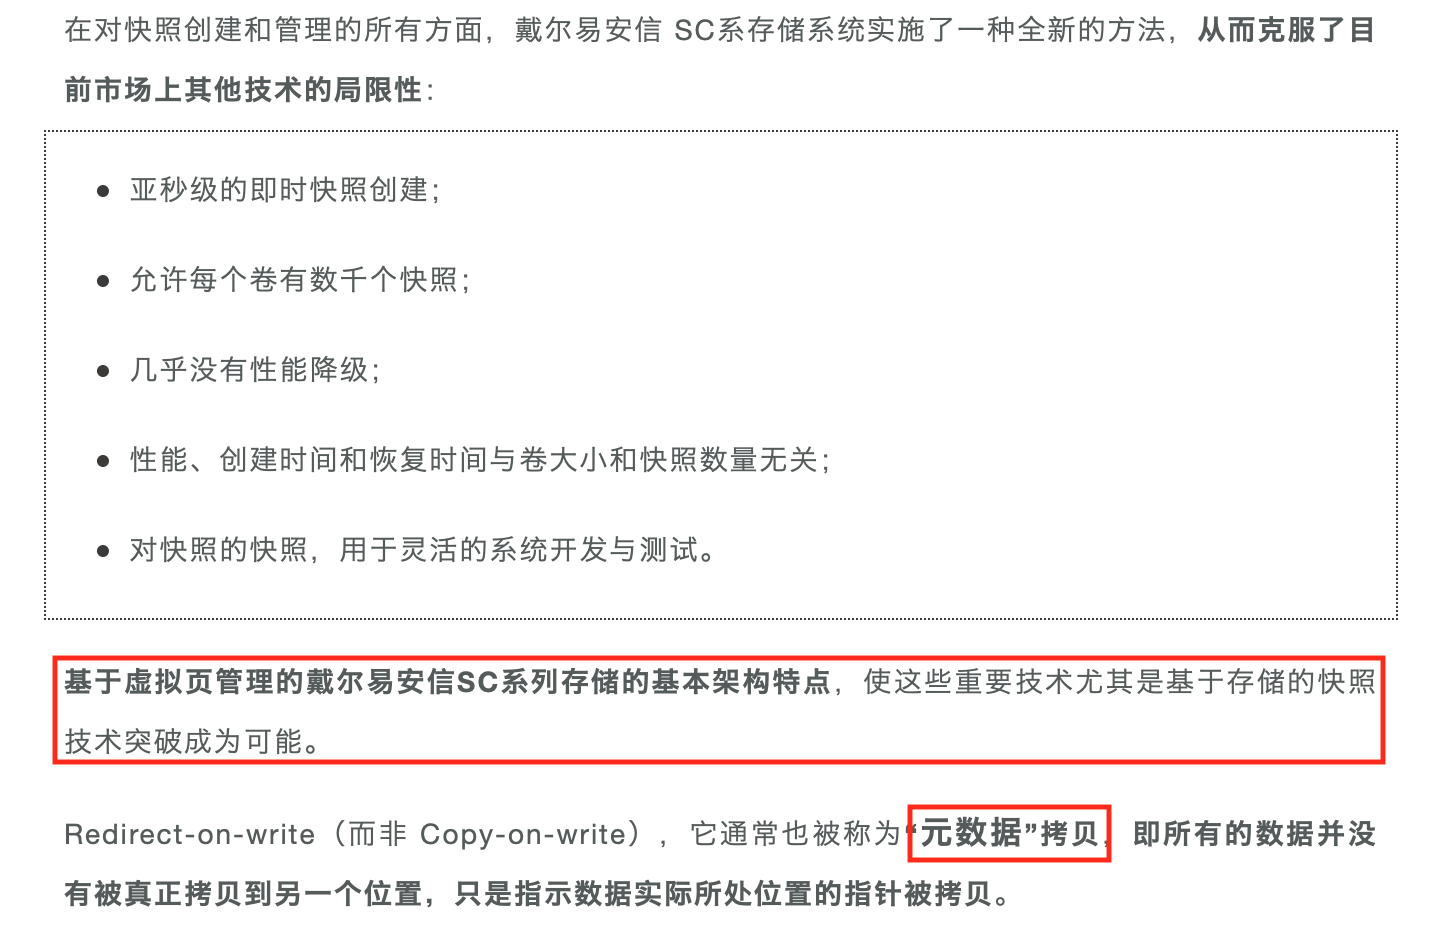 在对快照创建和管理的所有方面，戴尔易安信 SC系存储系统实施了一种全新的方法，从而克服了目
前市场上其他技术的局限性：
● 亚秒级的即时快照创建；
● 允许每个卷有数千个快照；
● 几乎没有性能降级；
● 性能、创建时间和恢复时间与卷大小和快照数量无关；
● 对快照的快照，用于灵活的系统开发与测试。
基于虚拟页管理的戴尔易安信SC系列存储的基本架构特点，使这些重要技术尤其是基于存储的快照
技术突破成为可能。
Redirect-on-write（而非 Copy-on-write），它通常也被称为“元数据”拷贝，即所有的数据并没
有被真正拷贝到另一个位置，只是指示数据实际所处位置的指针被拷贝。